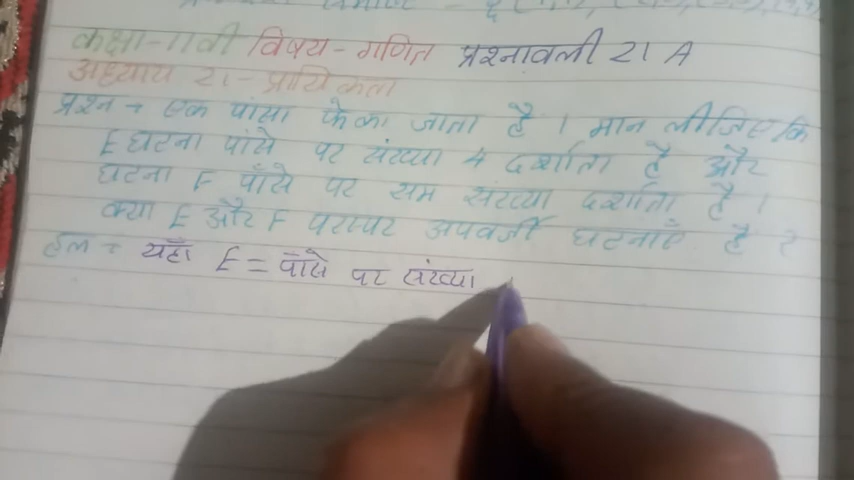 कक्षा-11वी विषय-गणित प्रश्नावली 21 A
अध्याय 21- प्रायिकता
प्रश्न → एक पांसा फेका जाता है । मान लीजिए कि
E घटना पांसे पर संख्या 4 दर्शाता है और
घटना F पाँसे पर सम संख्या दर्शाता है ।
क्या E और F परस्पर अपवर्जी घटनाएँ है ?
हल → यहाँ E = पाँसे पर संख्या